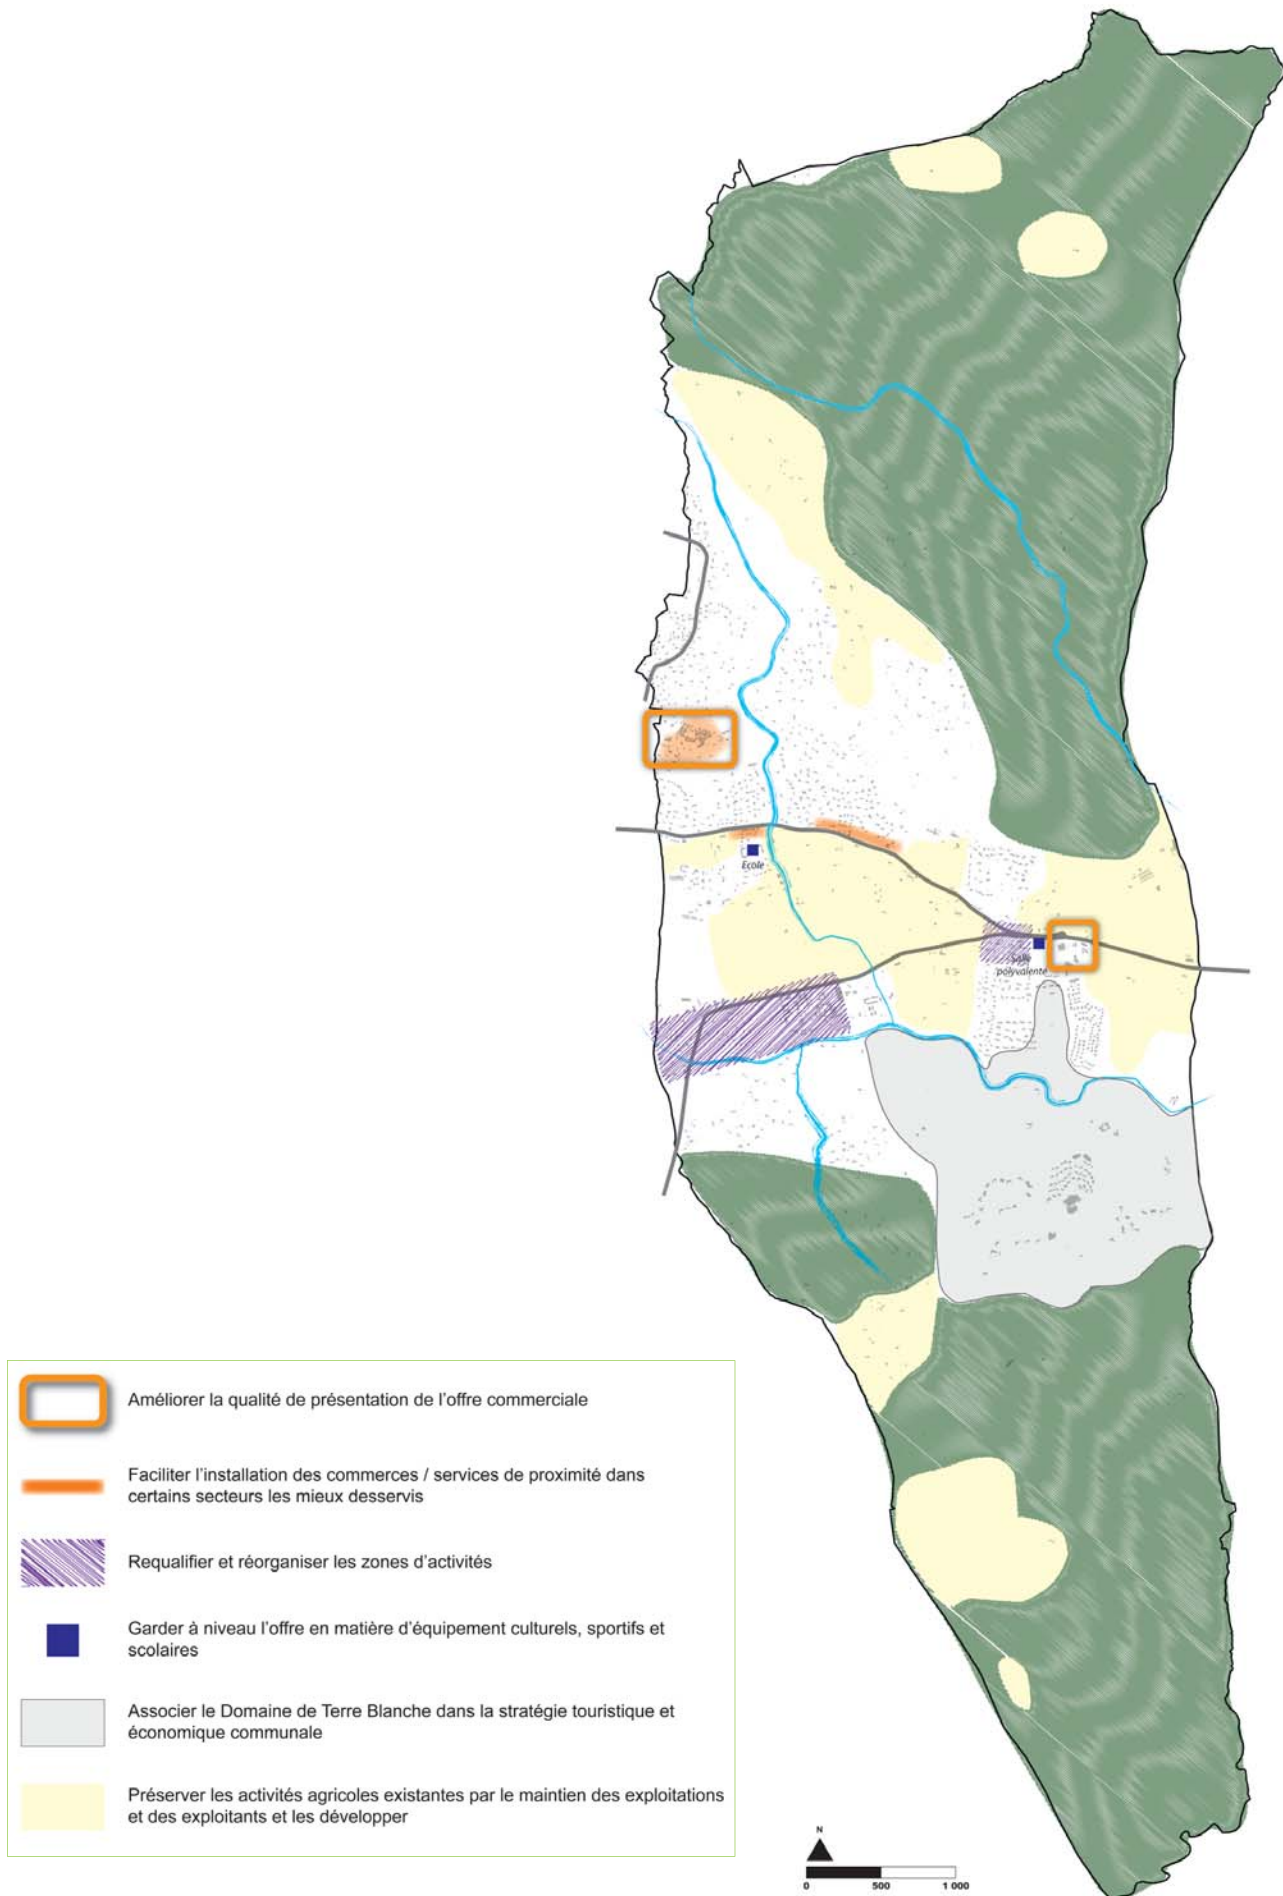 Ecole
Salle
polyvalente
Améliorer la qualité de présentation de l'offre commerciale
Faciliter l'installation des commerces / services de proximité dans
certains secteurs les mieux desservis
Requalifier et réorganiser les zones d'activités
Garder à niveau l'offre en matière d'équipement culturels, sportifs et
scolaires
Associer le Domaine de Terre Blanche dans la stratégie touristique et
économique communale
Préserver les activités agricoles existantes par le maintien des exploitations
et des exploitants et les développer
N
0 500 1 000